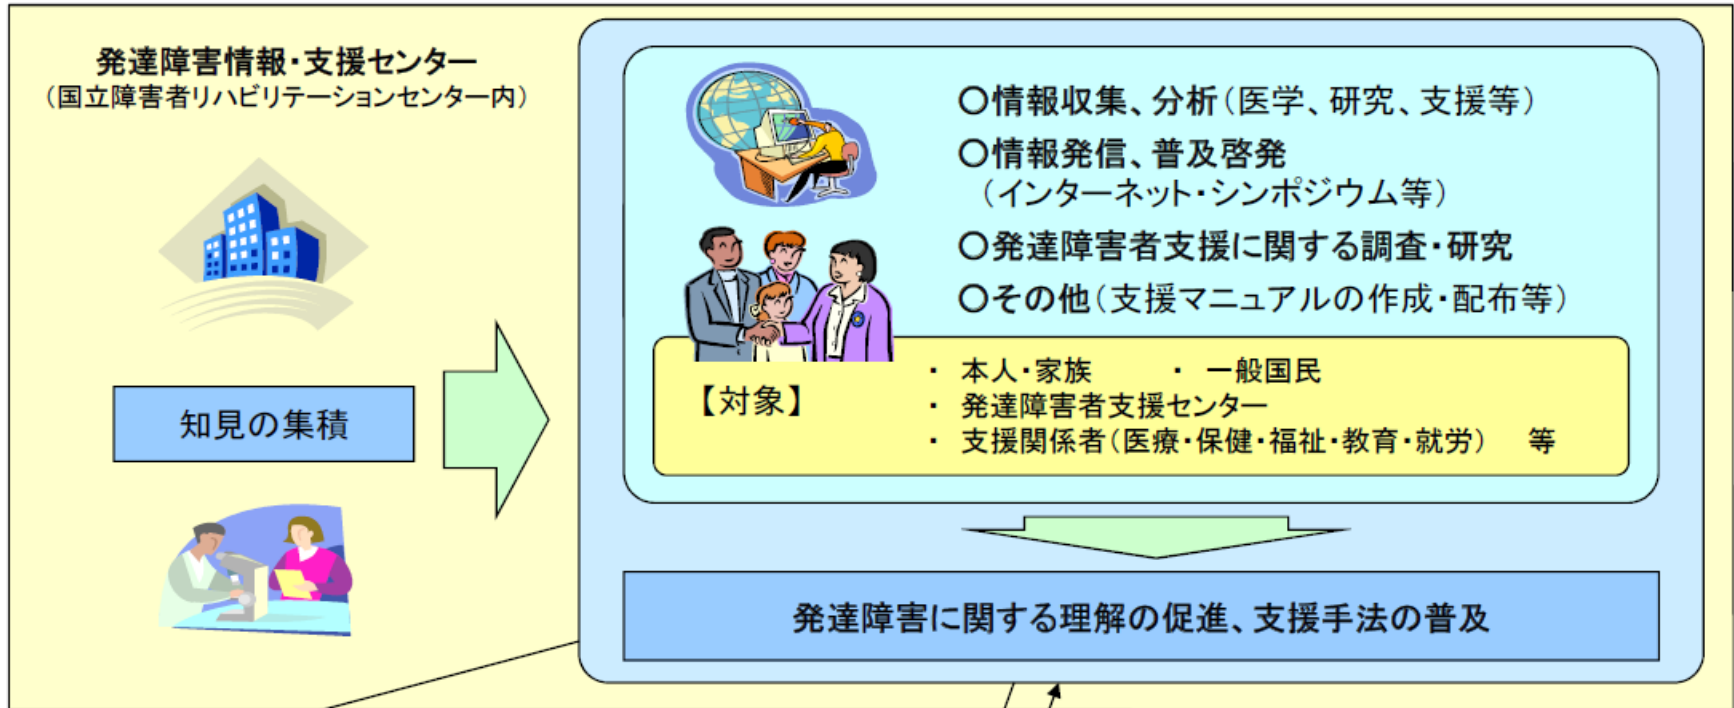 発達障害情報・支援センター
（国立障害者リハビリテーションセンター内）
知見の集積
〇情報収集、分析（医学、研究、支援等）
〇情報発信、普及啓発
（インターネット・シンポジウム等）
〇発達障害者支援に関する調査・研究
〇その他（支援マニュアルの作成・配布等）
【対象】
・ 本人・家族 ・ 一般国民
・ 発達障害者支援センター
・ 支援関係者（医療・保健・福祉・教育・就労） 等
発達障害に関する理解の促進、支援手法の普及